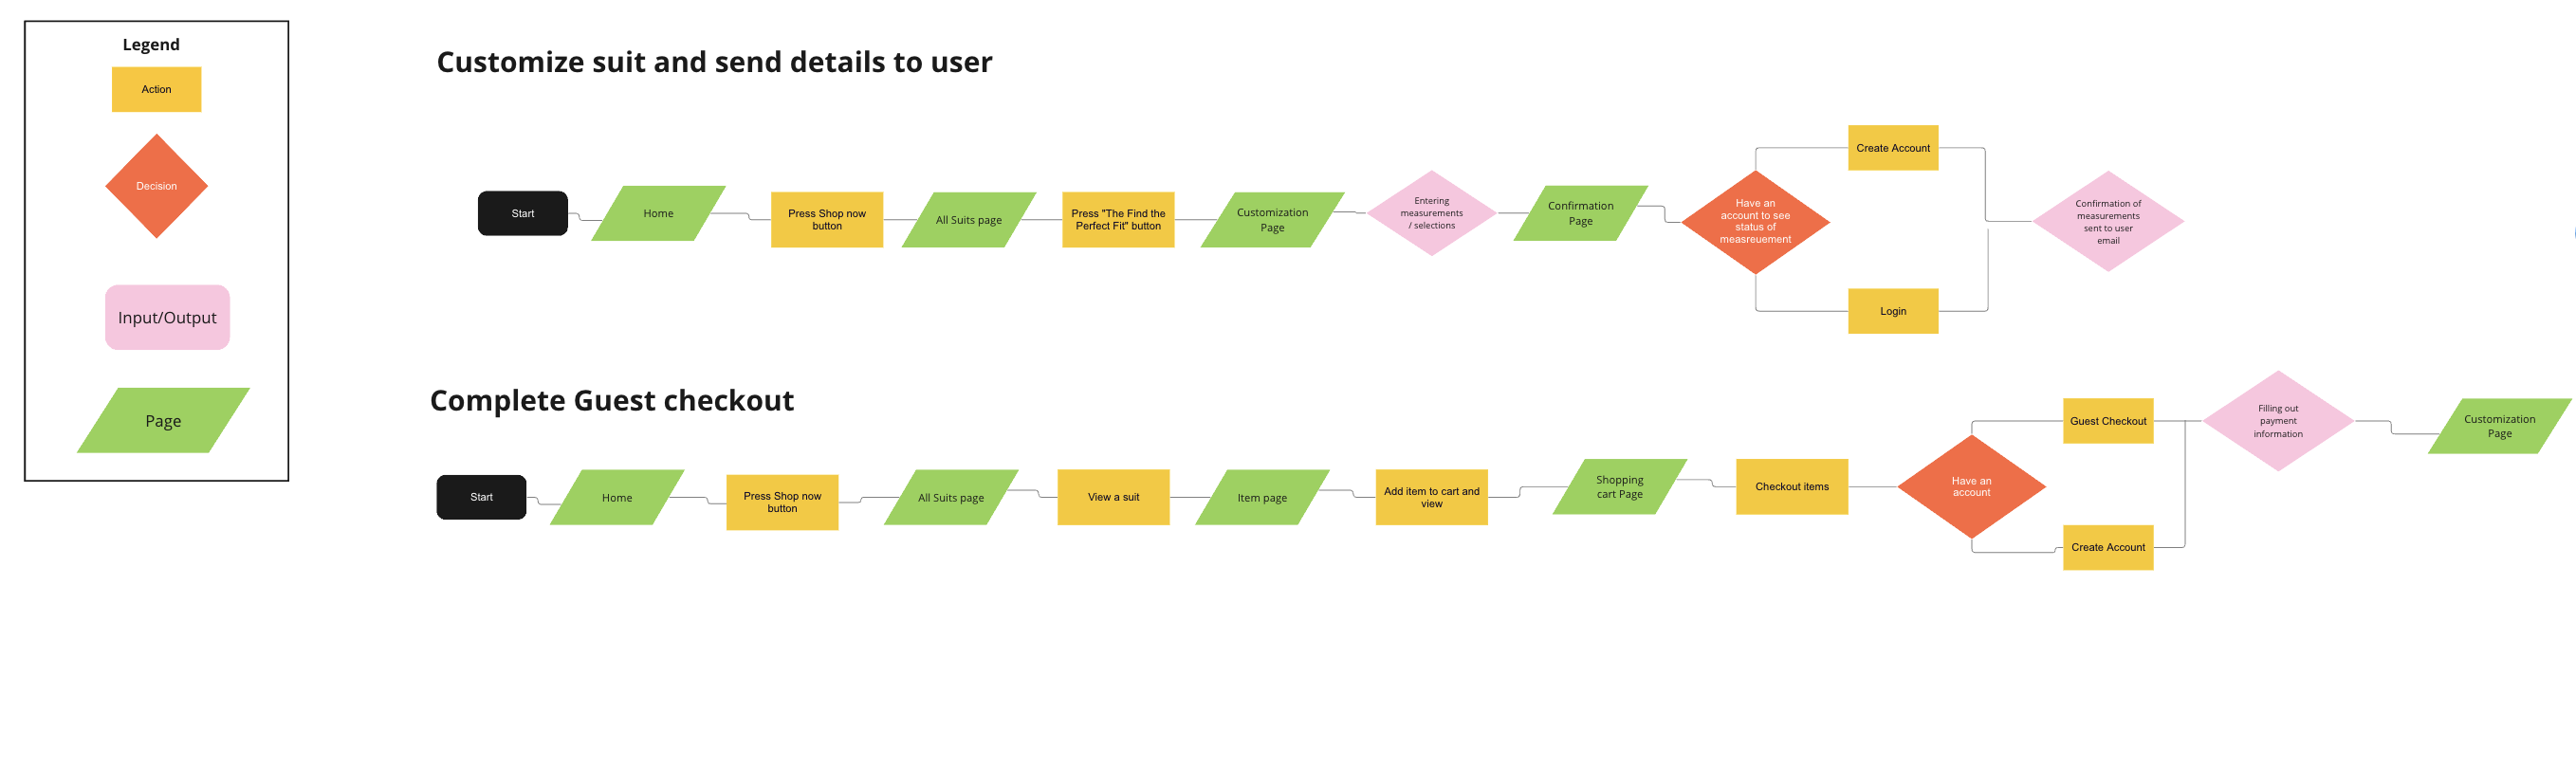 Legend
Action
Decision
Input/Output
Page
Customize suit and send details to user
Start
Home
Press Shop now
button
All Suits page
Press "The Find the
Perfect Fit" button
Customization
Page
Entering
measurements
/ selections
Confirmation
Page
Have an
account to see
status of
measreuement
Create Account
Login
Confirmation of
measurements
sent to user
email
Complete Guest checkout
Start
Home
Press Shop now
button
All Suits page
View a suit
Item page
Add item to cart and
view
Shopping
cart Page
Checkout items
Have an
account
Guest Checkout
Create Account
Filling out
payment
information
Customization
Page